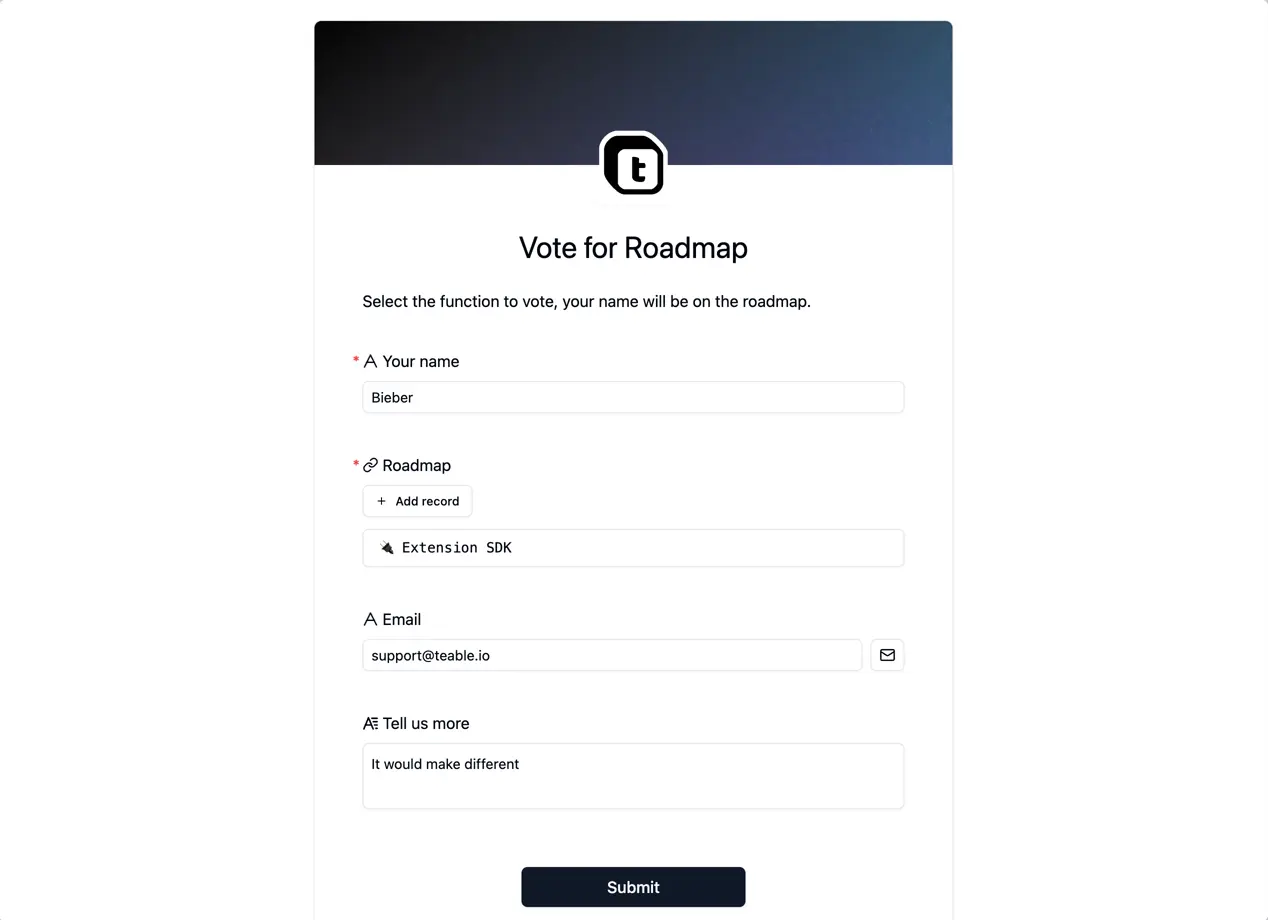 t
Vote for Roadmap
Select the function to vote, your name will be on the roadmap.
* Your name
Bieber
* Roadmap
+ Add record
Extension SDK
Email
support@teable.io
Tell us more
It would make different
Submit